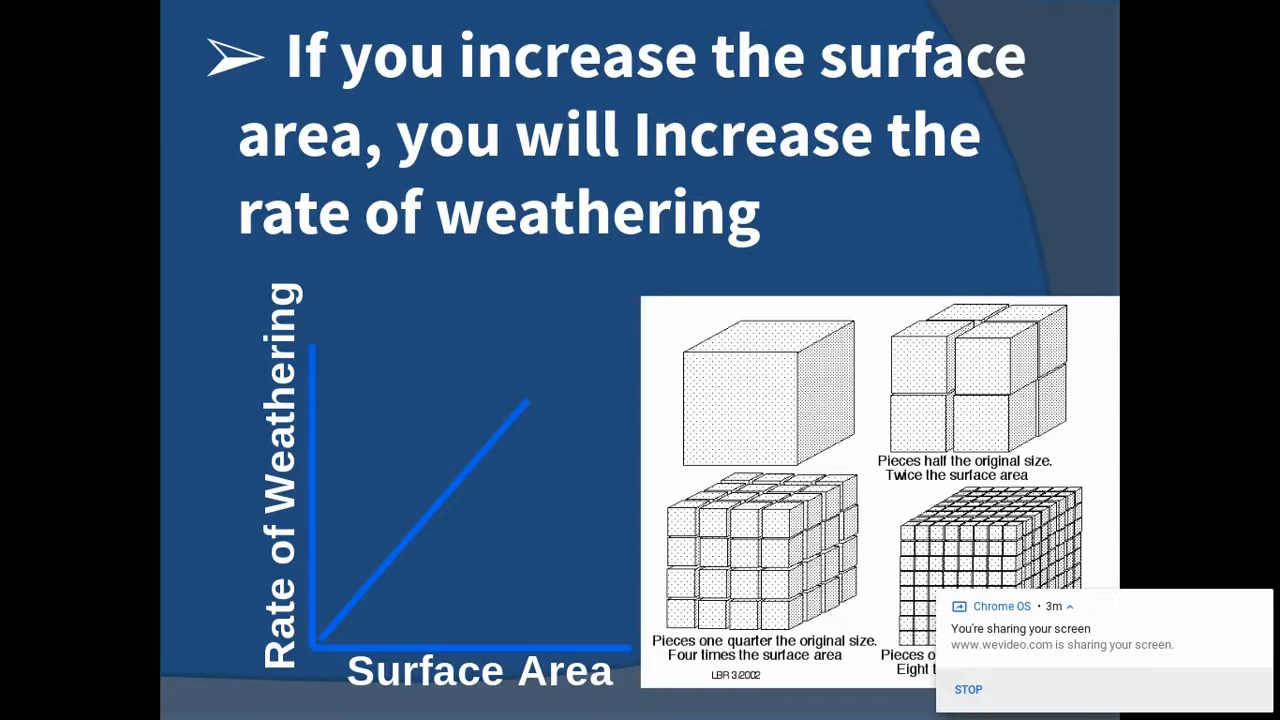 ➢ If you increase the surface
area, you will Increase the
rate of weathering
Rate of Weathering
Surface Area
Pieces half the original size.
Twice the surface area
Pieces one quarter the original size.
Four times the surface area
LBR 3/2002
Pieces
Eight
Chrome OS • 3m
You're sharing your screen
www.wevideo.com is sharing your screen.
STOP